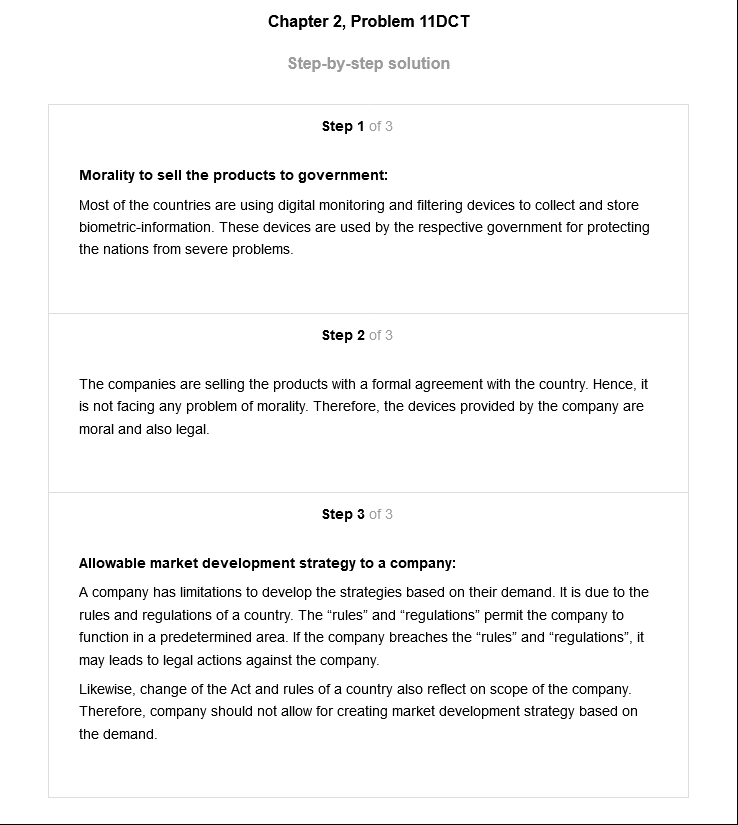 Chapter 2, Problem 11DCT
Step-by-step solution
Step 1 of 3
Morality to sell the products to government:
Most of the countries are using digital monitoring and filtering devices to collect and store
biometric-information. These devices are used by the respective government for protecting
the nations from severe problems.
Step 2 of 3
The companies are selling the products with a formal agreement with the country. Hence, it
is not facing any problem of morality. Therefore, the devices provided by the company are
moral and also legal.
Step 3 of 3
Allowable market development strategy to a company:
A company has limitations to develop the strategies based on their demand. It is due to the
rules and regulations of a country. The “rules” and “regulations” permit the company to
function in a predetermined area. If the company breaches the “rules” and “regulations”, it
may leads to legal actions against the company.
Likewise, change of the Act and rules of a country also reflect on scope of the company.
Therefore, company should not allow for creating market development strategy based on
the demand.